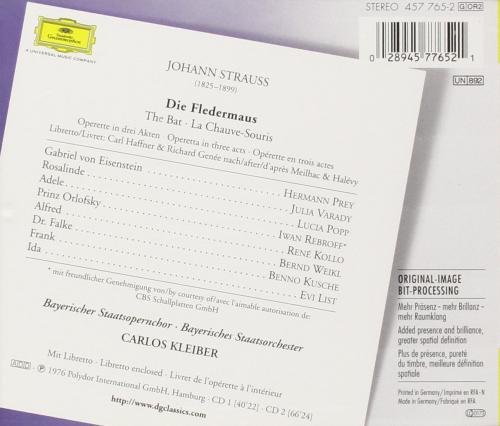 STEREO 457 765-2 GOR2
Deutsche
Grammophon
A UNIVERSAL MUSIC COMPANY
0 28945 77652 1
UN 892
JOHANN STRAUSS
(1825–1899)
Die Fledermaus
The Bat · La Chauve-Souris
Operette in drei Akten · Operetta in three acts · Opérette en trois actes
Libretto/Livret: Carl Haffner & Richard Genée nach/after/d'après Meilhac & Halévy
Gabriel von Eisenstein HERMANN PREY
Rosalinde JULIA VARADY
Adele LUCIA POPP
Prinz Orlofsky IWAN REBROFF*
Alfred RENÉ KOLLO
Dr. Falke BERND WEIKL
Frank BENNO KUSCHE
Ida EVI LIST
* mit freundlicher Genehmigung von/by courtesy of/avec l'aimable autorisation de:
CBS Schallplatten GmbH
Bayerischer Staatsopernchor · Bayerisches Staatsorchester
CARLOS KLEIBER
Mit Libretto · Libretto enclosed · Livret de l'opérette à l'intérieur
ADD · ℗ 1976 Polydor International GmbH, Hamburg · CD 1 [40'22] · CD 2 [66'24]
http://www.dgclassics.com
ORIGINAL-IMAGE
BIT-PROCESSING
Mehr Präsenz – mehr Brillanz –
mehr Raumklang
Added presence and brilliance,
greater spatial definition
Plus de présence, pureté
du timbre, meilleure définition
spatiale
Printed in Germany/Imprimé en RFA-N
Made in Germany/Fabriqué en RFA